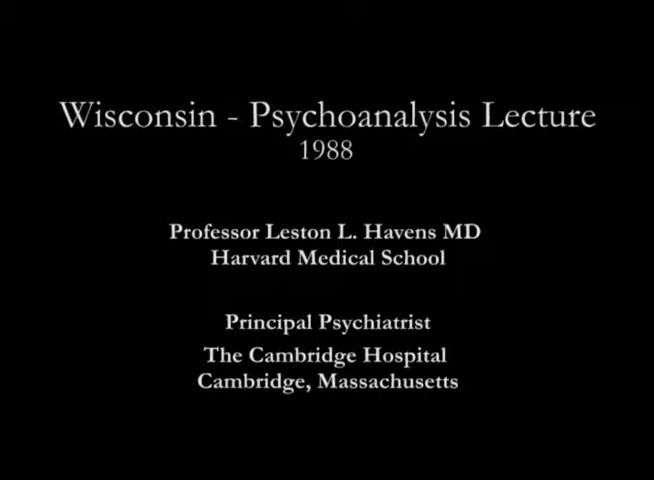 Wisconsin - Psychoanalysis Lecture
1988
Professor Leston L. Havens MD
Harvard Medical School
Principal Psychiatrist
The Cambridge Hospital
Cambridge, Massachusetts